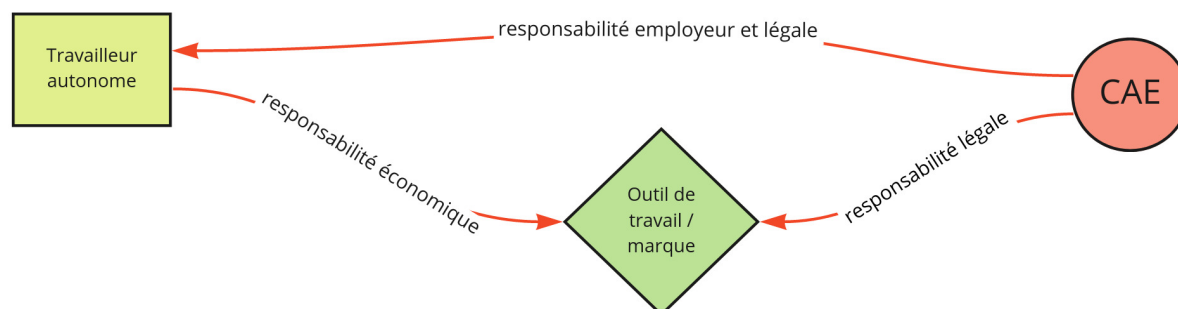 responsabilité employeur et légale
Travailleur
autonome
CAE
responsabilité économique
responsabilité légale
Outil de
travail /
marque